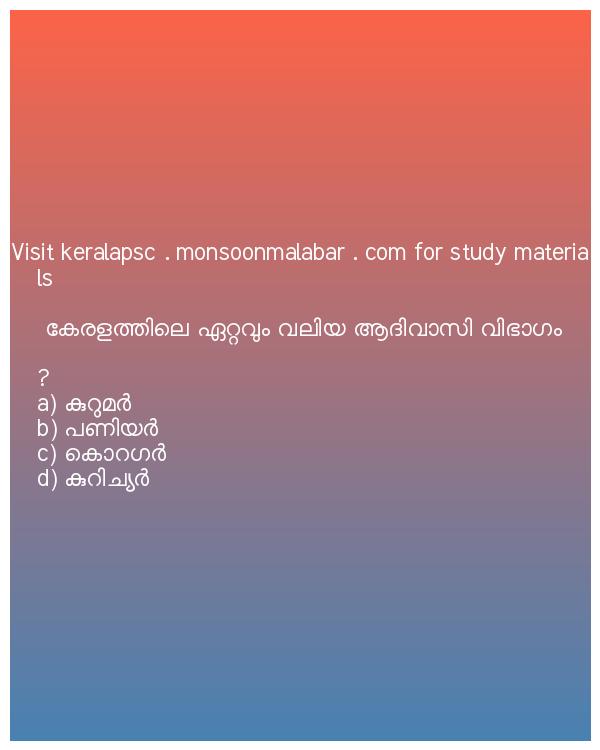 Visit keralapsc . monsoonmalabar . com for study materia
ls
കേരളത്തിലെ ഏറ്റവും വലിയ ആദിവാസി വിഭാഗം
?
a) കുറുമർ
b) പണിയർ
c) കൊറഗർ
d) കുറിച്യർ